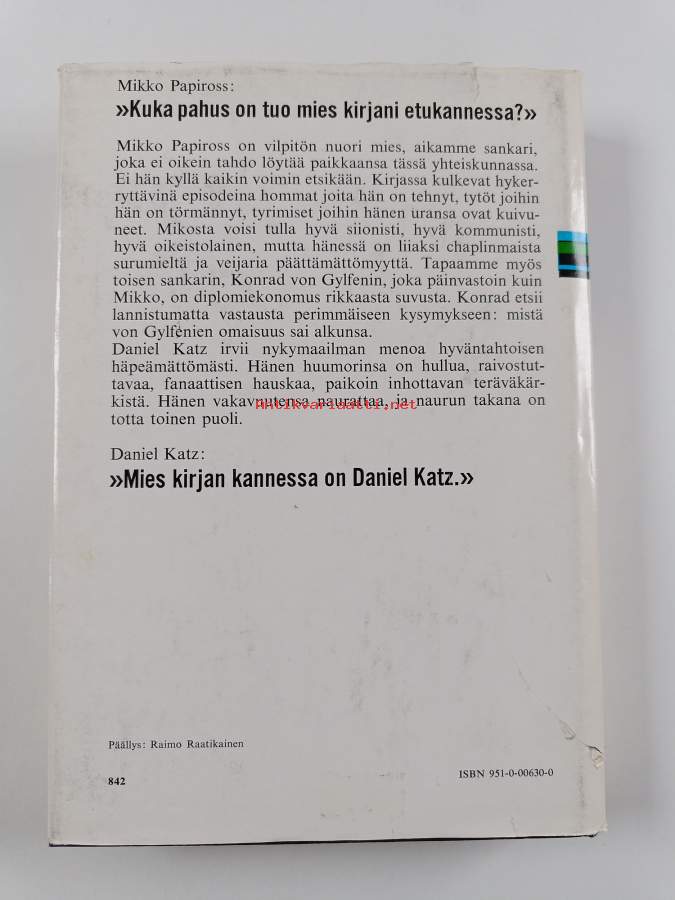 Mikko Papiross:
»Kuka pahus on tuo mies kirjani etukannessa?»
Mikko Papiross on vilpitön nuori mies, aikamme sankari,
joka ei oikein tahdo löytää paikkaansa tässä yhteiskunnassa.
Ei hän kyllä kaikin voimin etsikään. Kirjassa kulkevat hyker-
ryttävinä episodeina hommat joita hän on tehnyt, tytöt joihin
hän on törmännyt, tyrimiset joihin hänen uransa ovat kuivu-
neet. Mikosta voisi tulla hyvä siionisti, hyvä kommunisti,
hyvä oikeistolainen, mutta hänessä on liiaksi chaplinmaista
surumieltä ja veijaria päättämättömyyttä. Tapaamme myös
toisen sankarin, Konrad von Gylfenin, joka päinvastoin kuin
Mikko, on diplomiekonomus rikkaasta suvusta. Konrad etsii
lannistumatta vastausta perimmäiseen kysymykseen: mistä
von Gylfenien omaisuus sai alkunsa.
Daniel Katz irvii nykymaailman menoa hyväntahtoisen
häpeämättömästi. Hänen huumorinsa on hullua, raivostut-
tavaa, fanaattisen hauskaa, paikoin inhottavan teräväkär-
kistä. Hänen vakavuutensa naurattaa, ja naurun takana on
totta toinen puoli.
antikvariaatti.net
Daniel Katz:
»Mies kirjan kannessa on Daniel Katz.»
Päällys: Raimo Raatikainen
842
ISBN 951-0-00630-0